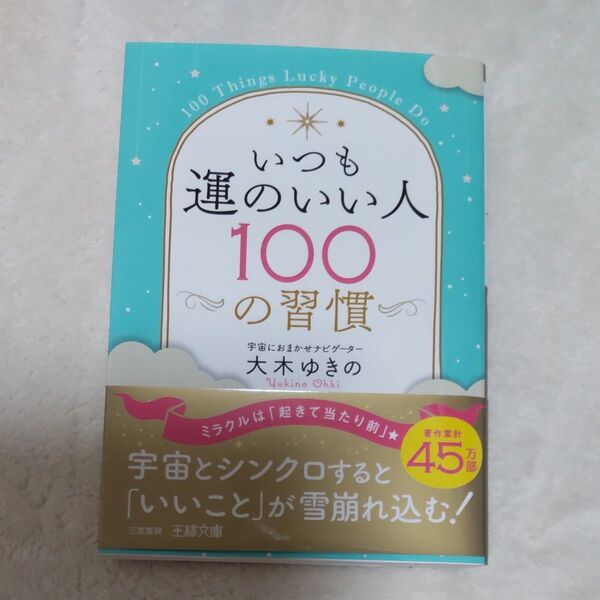 100 Things Lucky People Do
いつも
運のいい人
100
の習慣
宇宙におまかせナビゲーター
大木ゆきの
Yukino Ohki
ミラクルは「起きて当たり前」★
著作累計
45万部
宇宙とシンクロすると
「いいこと」が雪崩れ込む!
三笠書房 王様文庫